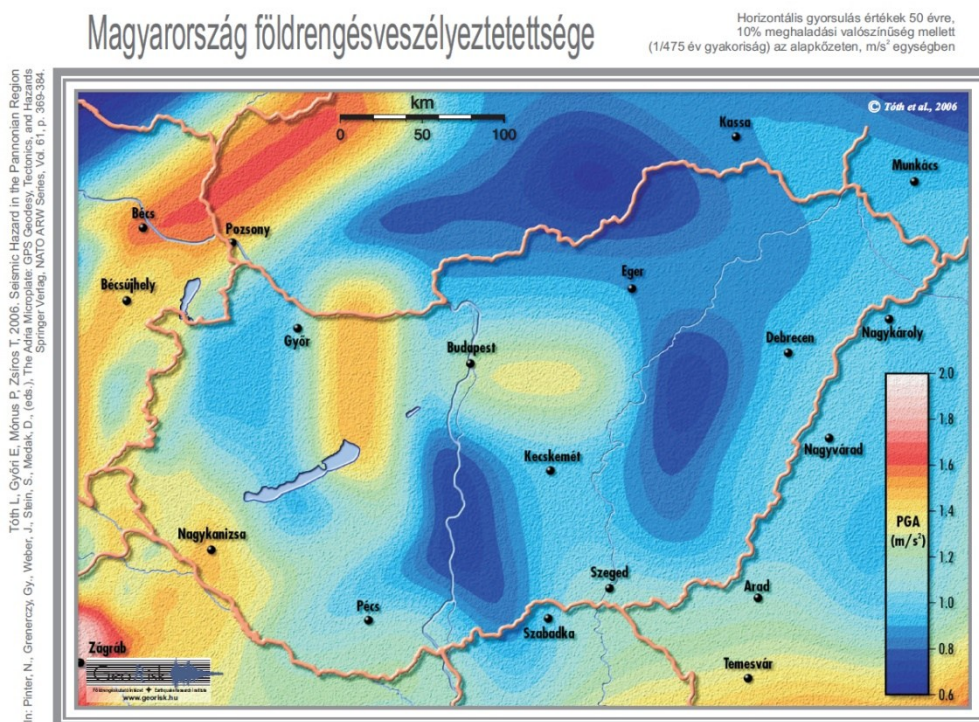 Magyarország földrengésveszélyeztetettsége
Horizontális gyorsulás értékek 50 évre,
10% meghaladási valószínűség mellett
(1/475 év gyakoriság) az alapkőzeten, m/s² egységben
Tóth L, Győri E, Mónus P, Zsíros T, 2006. Seismic Hazard in the Pannonian Region
In: Pinter, N., Grenerczy, Gy., Weber, J., Stein, S., Medak, D., (eds.), The Adria Microplate: GPS Geodesy, Tectonics, and Hazards
Springer Verlag, NATO ARW Series, Vol. 61, p. 369-384.
km
0 50 100
© Tóth et al., 2006
Kassa
Munkács
Bécs
Pozsony
Bécsújhely
Eger
Győr
Budapest
Debrecen
Nagykároly
Kecskemét
Nagyvárad
Nagykanizsa
Szeged
Arad
Pécs
Szabadka
Zágráb
Temesvár
2.0
1.8
1.6
1.4
1.2
1.0
0.8
0.6
PGA
(m/s²)
GeoRisk
www.georisk.hu